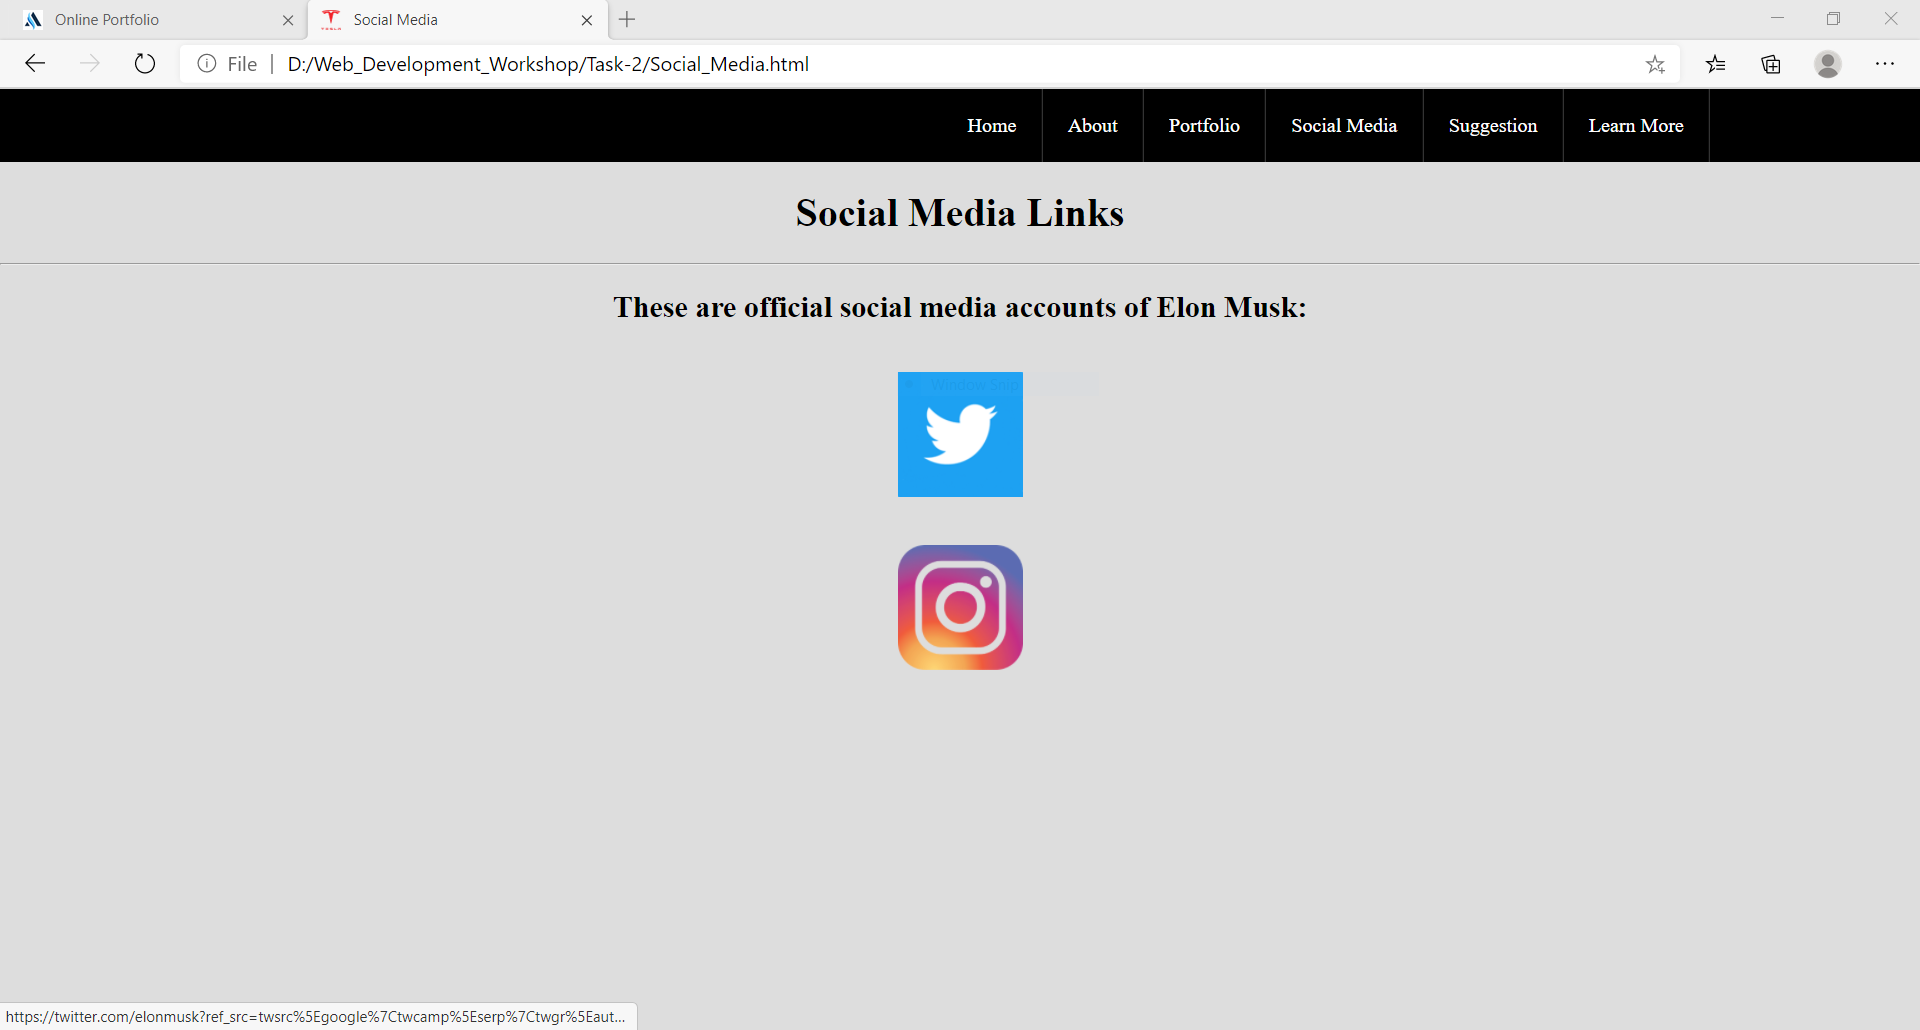 Online Portfolio
Social Media
File
D:/Web_Development_Workshop/Task-2/Social_Media.html
Home About Portfolio Social Media Suggestion Learn More
Social Media Links
These are official social media accounts of Elon Musk:
Window Snip
https://twitter.com/elonmusk?ref_src=twsrc%5Egoogle%7Ctwcamp%5Eserp%7Ctwgr%5Eaut...